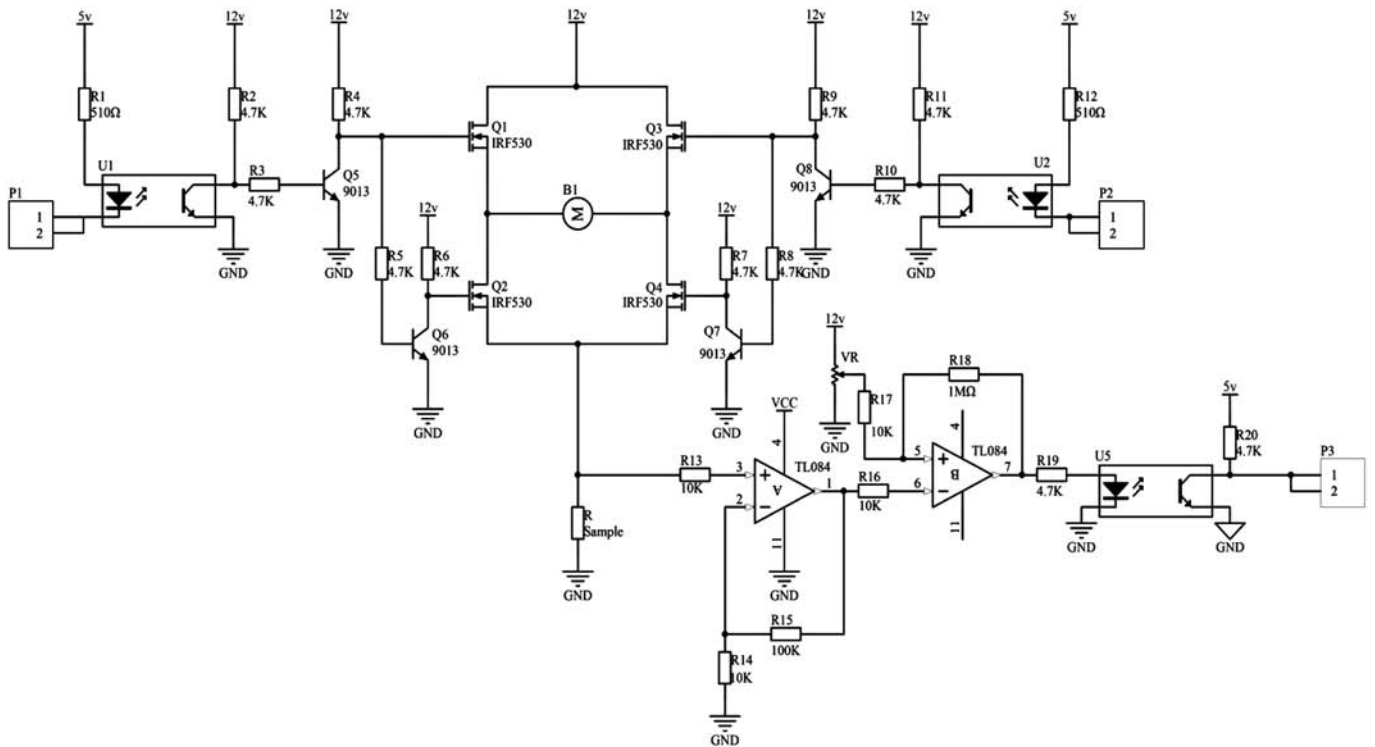 5v
12v
12v
12v
12v
12v
5v
R1
510Ω
R2
4.7K
R4
4.7K
R9
4.7K
R11
4.7K
R12
510Ω
Q1
IRF530
Q3
IRF530
U1
R3
4.7K
Q5
9013
Q8
9013
R10
4.7K
U2
P1
1
2
B1
M
P2
1
2
12v
12v
GND
GND
GND
GND
R5
4.7K
R6
4.7K
R7
4.7K
R8
4.7K
Q2
IRF530
Q4
IRF530
Q6
9013
Q7
9013
12v
VR
R18
1MΩ
R17
10K
GND
GND
GND
VCC
5v
4
4
R13
10K
3
2
+
−
A
TL084
1
11
R16
10K
5
6
+
−
B
TL084
7
11
R19
4.7K
U5
R20
4.7K
P3
1
2
R
Sample
GND
GND
GND
GND
R15
100K
R14
10K
GND